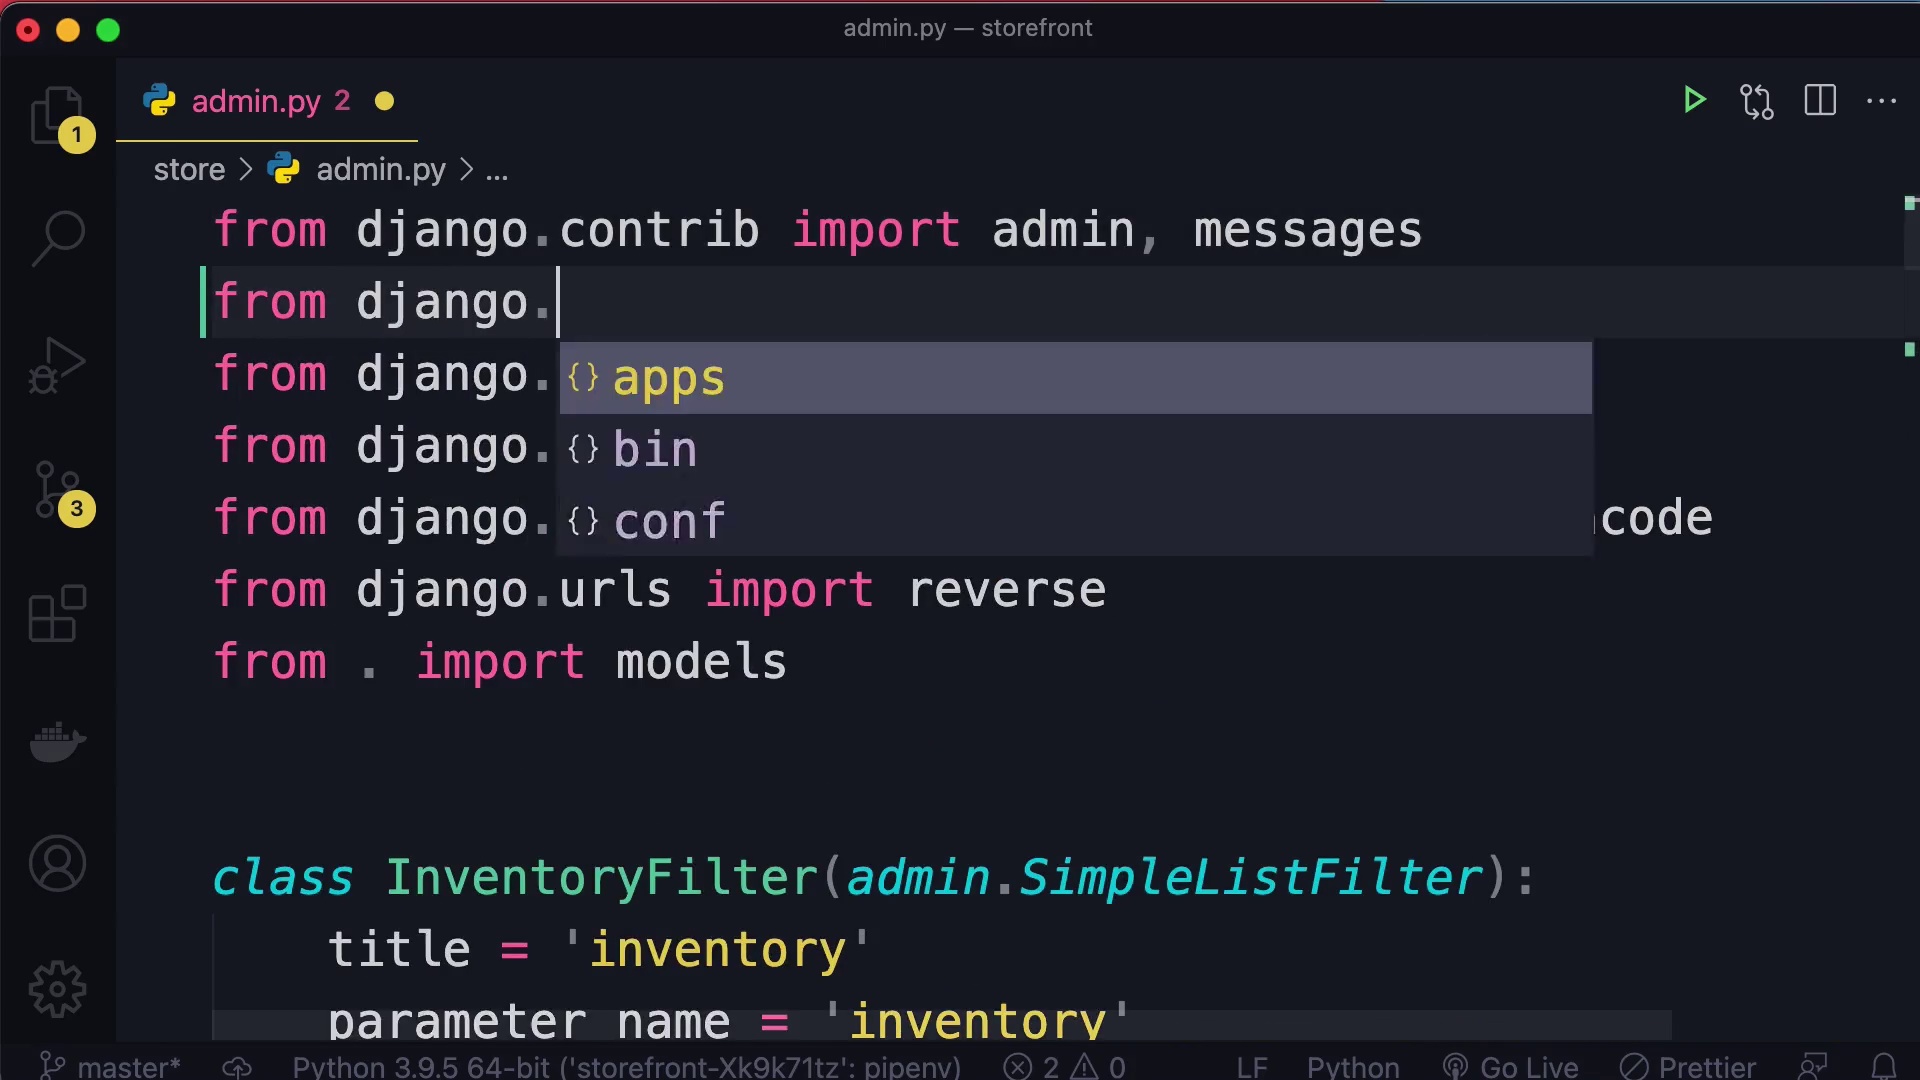 admin.py — storefront
admin.py 2
1
store > admin.py > ...
from django.contrib import admin, messages
from django.
from django.
apps
from django.
bin
from django.
conf
code
from django.urls import reverse
from . import models
3
class InventoryFilter(admin.SimpleListFilter):
title = 'inventory'
parameter_name = 'inventory'
master* Python 3.9.5 64-bit ('storefront-Xk9k71tz': pipenv) 2 0 LF Python Go Live Prettier